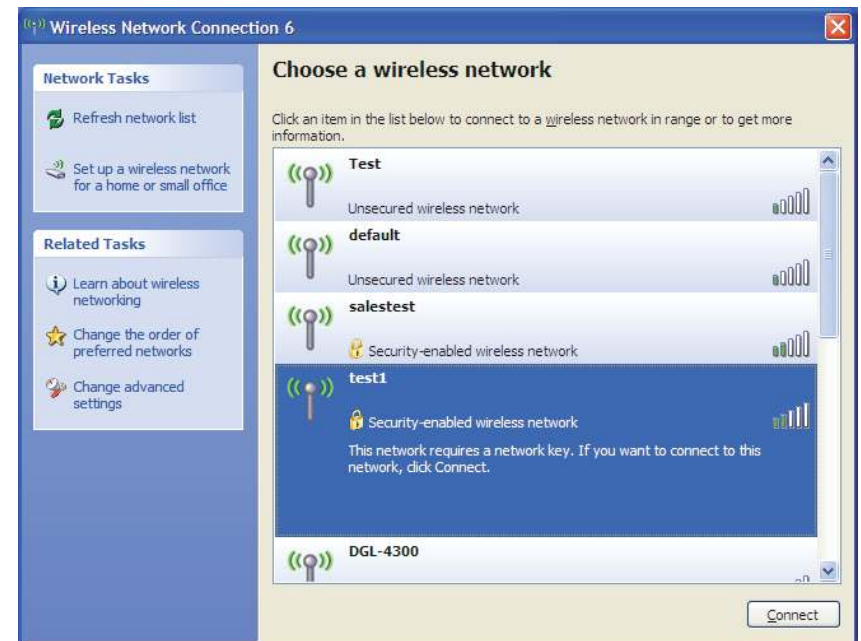 Wireless Network Connection 6
Network Tasks
Refresh network list
Set up a wireless network
for a home or small office
Related Tasks
Learn about wireless
networking
Change the order of
preferred networks
Change advanced
settings
Choose a wireless network
Click an item in the list below to connect to a wireless network in range or to get more
information.
Test
Unsecured wireless network
default
Unsecured wireless network
salestest
Security-enabled wireless network
test1
Security-enabled wireless network
This network requires a network key. If you want to connect to this
network, click Connect.
DGL-4300
Connect